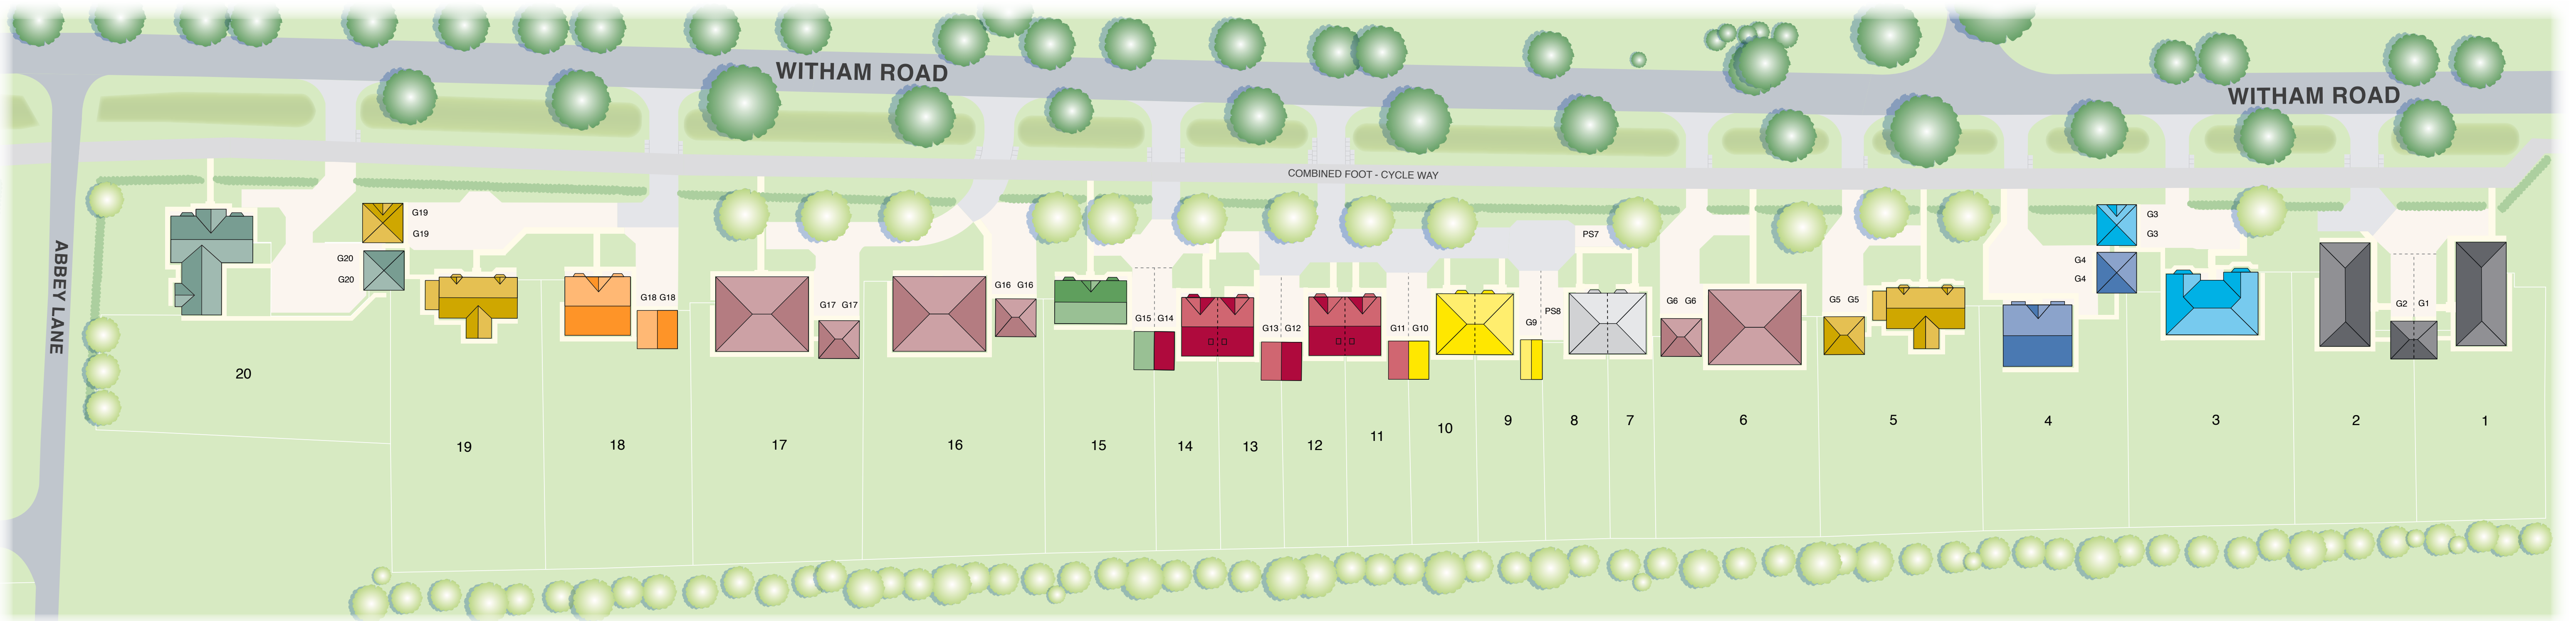 WITHAM ROAD
WITHAM ROAD
COMBINED FOOT - CYCLE WAY
ABBEY LANE
G19
G19
G20
G20
G18 G18
G17 G17
G16 G16
G15 G14
G13 G12
G11 G10
G9
PS8
PS7
G6 G6
G5 G5
G3
G3
G4
G4
G2 G1
20
19
18
17
16
15
14
13
12
11
10
9
8
7
6
5
4
3
2
1